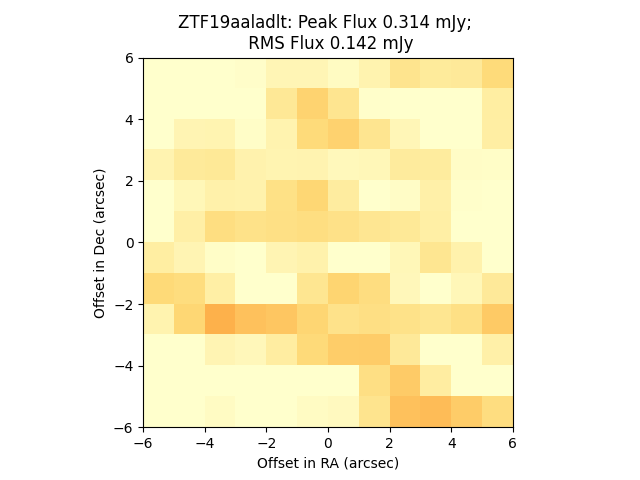 ZTF19aaladlt: Peak Flux 0.314 mJy;
RMS Flux 0.142 mJy
6
4
2
0
−2
−4
−6
Offset in Dec (arcsec)
−6 −4 −2 0 2 4 6
Offset in RA (arcsec)